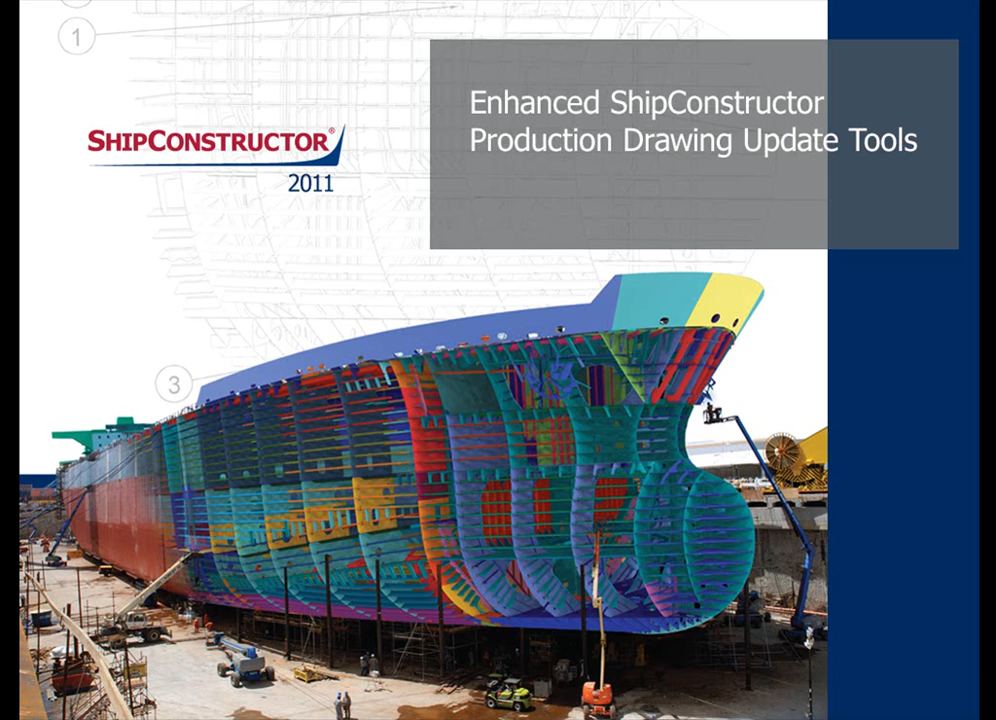 1
Enhanced ShipConstructor
Production Drawing Update Tools
SHIPCONSTRUCTOR®
2011
3